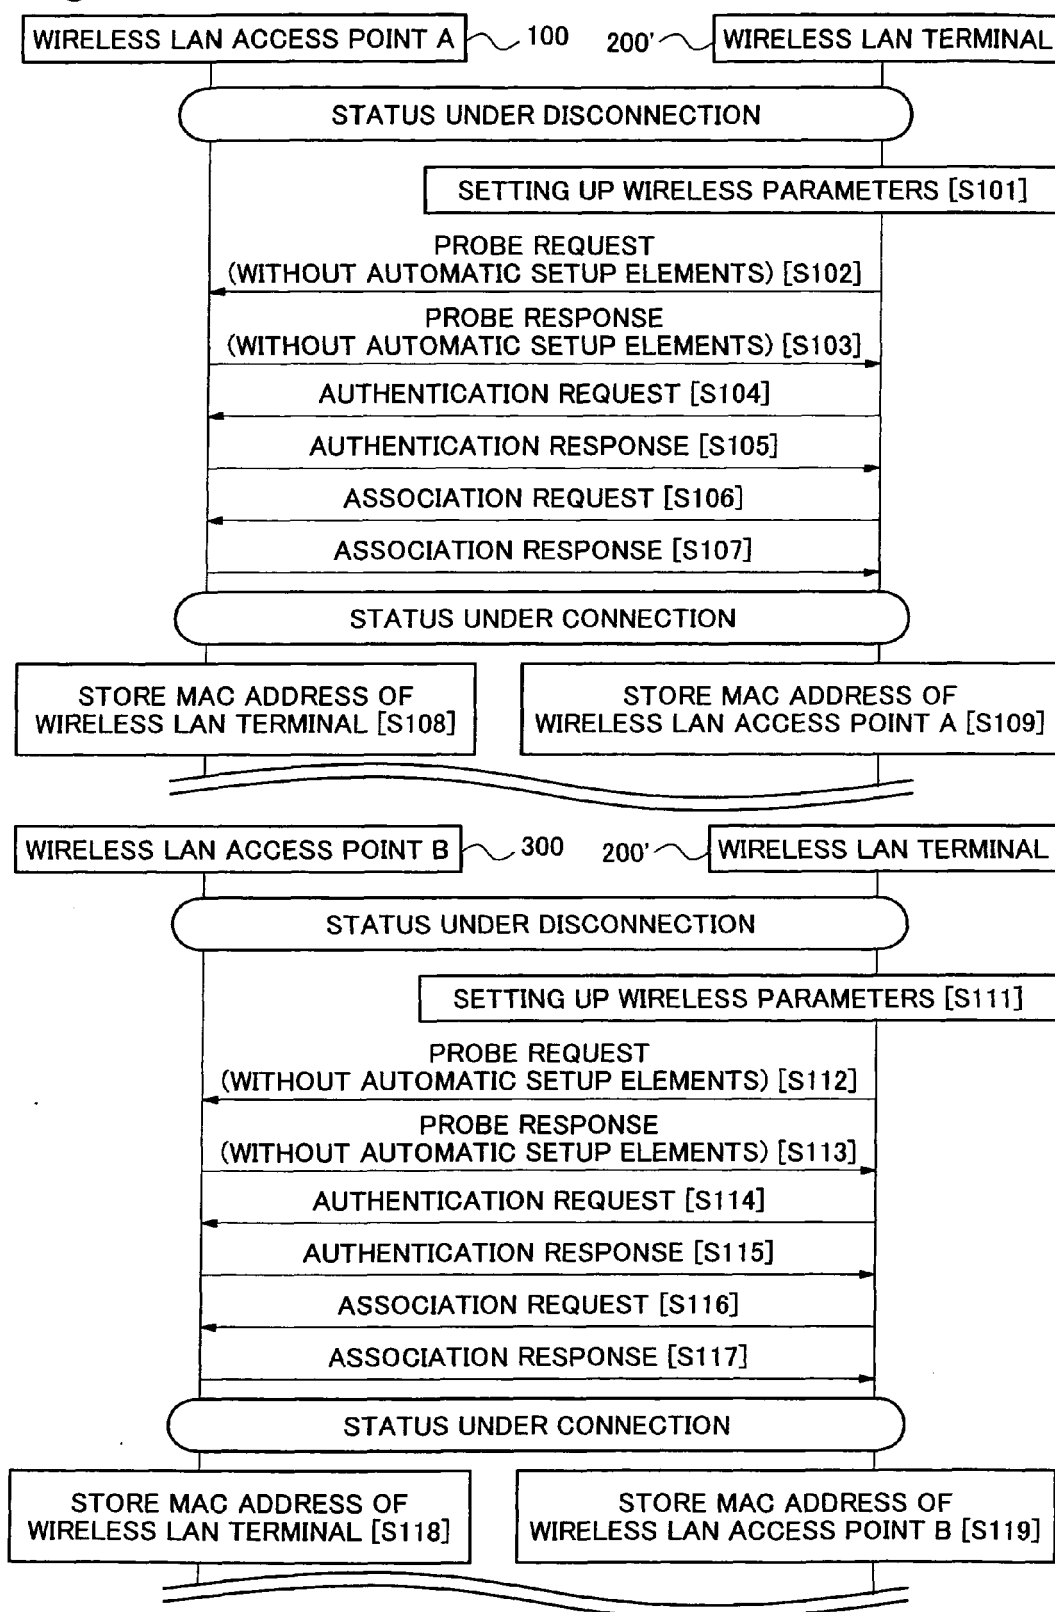 WIRELESS LAN ACCESS POINT A 100 200' WIRELESS LAN TERMINAL
STATUS UNDER DISCONNECTION
SETTING UP WIRELESS PARAMETERS [S101]
PROBE REQUEST
(WITHOUT AUTOMATIC SETUP ELEMENTS) [S102]
PROBE RESPONSE
(WITHOUT AUTOMATIC SETUP ELEMENTS) [S103]
AUTHENTICATION REQUEST [S104]
AUTHENTICATION RESPONSE [S105]
ASSOCIATION REQUEST [S106]
ASSOCIATION RESPONSE [S107]
STATUS UNDER CONNECTION
STORE MAC ADDRESS OF
WIRELESS LAN TERMINAL [S108]
STORE MAC ADDRESS OF
WIRELESS LAN ACCESS POINT A [S109]
WIRELESS LAN ACCESS POINT B 300 200' WIRELESS LAN TERMINAL
STATUS UNDER DISCONNECTION
SETTING UP WIRELESS PARAMETERS [S111]
PROBE REQUEST
(WITHOUT AUTOMATIC SETUP ELEMENTS) [S112]
PROBE RESPONSE
(WITHOUT AUTOMATIC SETUP ELEMENTS) [S113]
AUTHENTICATION REQUEST [S114]
AUTHENTICATION RESPONSE [S115]
ASSOCIATION REQUEST [S116]
ASSOCIATION RESPONSE [S117]
STATUS UNDER CONNECTION
STORE MAC ADDRESS OF
WIRELESS LAN TERMINAL [S118]
STORE MAC ADDRESS OF
WIRELESS LAN ACCESS POINT B [S119]